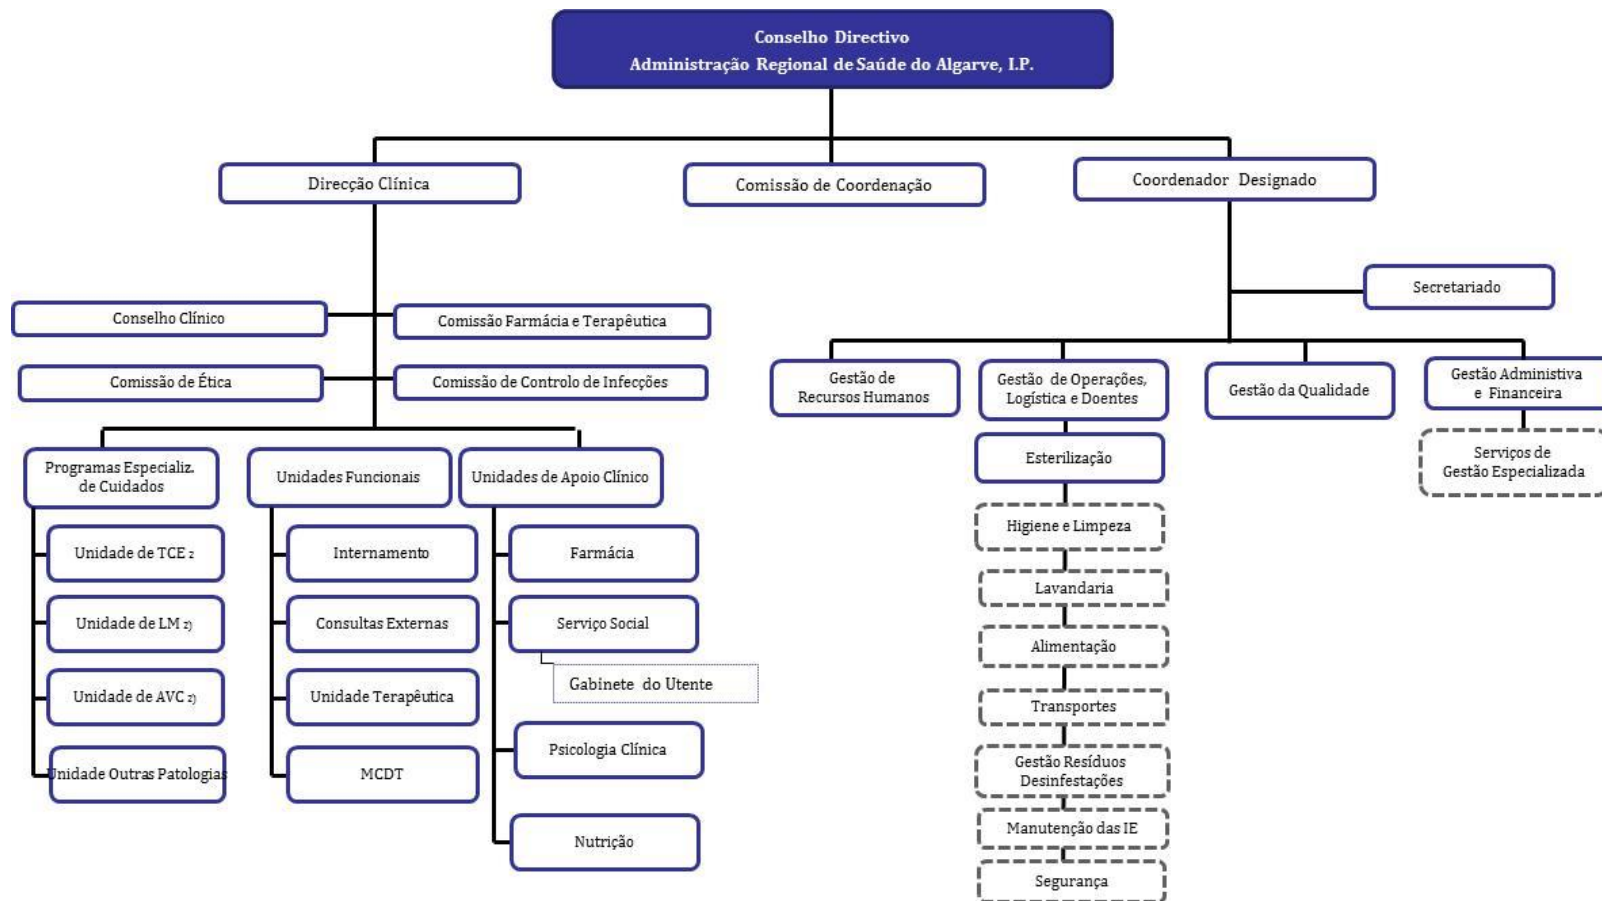 Conselho Directivo
Administração Regional de Saúde do Algarve, I.P.
Direcção Clínica
Comissão de Coordenação
Coordenador Designado
Secretariado
Conselho Clínico
Comissão Farmácia e Terapêutica
Comissão de Ética
Comissão de Controlo de Infecções
Gestão de
Recursos Humanos
Gestão de Operações,
Logística e Doentes
Gestão da Qualidade
Gestão Administiva
e Financeira
Programas Especializ.
de Cuidados
Unidades Funcionais
Unidades de Apoio Clínico
Esterilização
Serviços de
Gestão Especializada
Unidade de TCE 2
Internamento
Farmácia
Higiene e Limpeza
Lavandaria
Unidade de LM 2)
Consultas Externas
Serviço Social
Alimentação
Gabinete do Utente
Unidade de AVC 2)
Unidade Terapêutica
Transportes
Psicologia Clínica
Gestão Resíduos
Desinfestações
Unidade Outras Patologias
MCDT
Manutenção das IE
Nutrição
Segurança